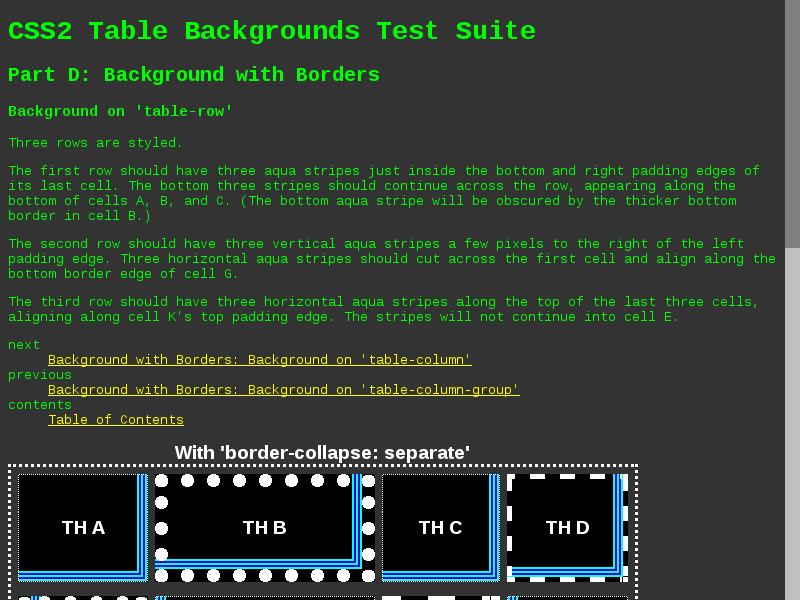 CSS2 Table Backgrounds Test Suite
Part D: Background with Borders
Background on 'table-row'
Three rows are styled.
The first row should have three aqua stripes just inside the bottom and right padding edges of
its last cell. The bottom three stripes should continue across the row, appearing along the
bottom of cells A, B, and C. (The bottom aqua stripe will be obscured by the thicker bottom
border in cell B.)
The second row should have three vertical aqua stripes a few pixels to the right of the left
padding edge. Three horizontal aqua stripes should cut across the first cell and align along the
bottom border edge of cell G.
The third row should have three horizontal aqua stripes along the top of the last three cells,
aligning along cell K's top padding edge. The stripes will not continue into cell E.
next
Background with Borders: Background on 'table-column'
previous
Background with Borders: Background on 'table-column-group'
contents
Table of Contents
With 'border-collapse: separate'
TH A TH B TH C TH D